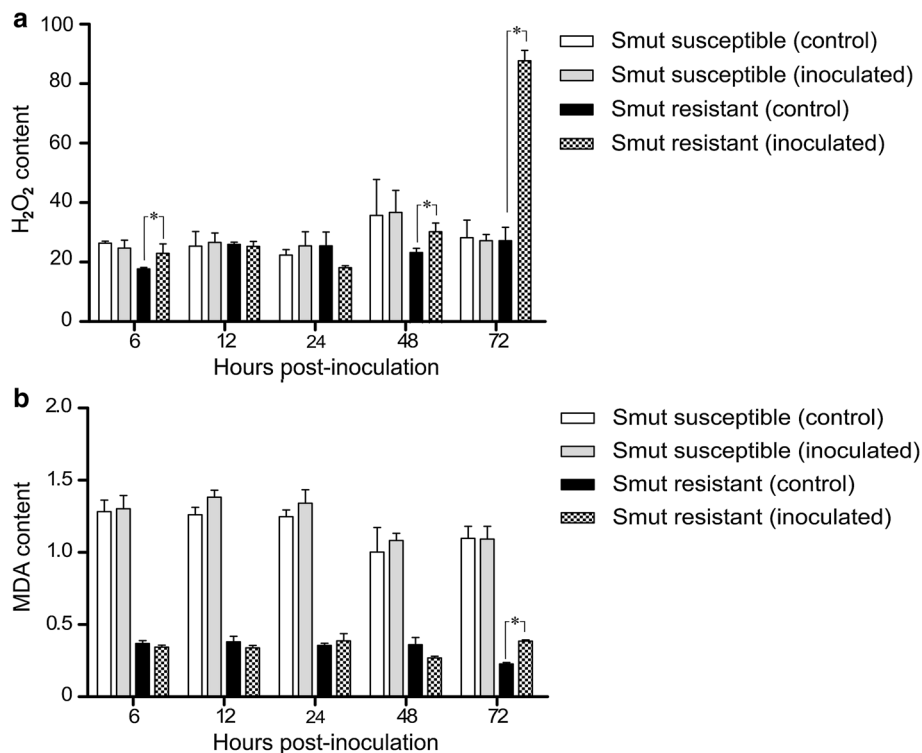 a
H₂O₂ content
100
80
60
40
20
0
* * *
6 12 24 48 72
Hours post-inoculation
Smut susceptible (control)
Smut susceptible (inoculated)
Smut resistant (control)
Smut resistant (inoculated)
b
MDA content
2.0
1.5
1.0
0.5
0
*
6 12 24 48 72
Hours post-inoculation
Smut susceptible (control)
Smut susceptible (inoculated)
Smut resistant (control)
Smut resistant (inoculated)